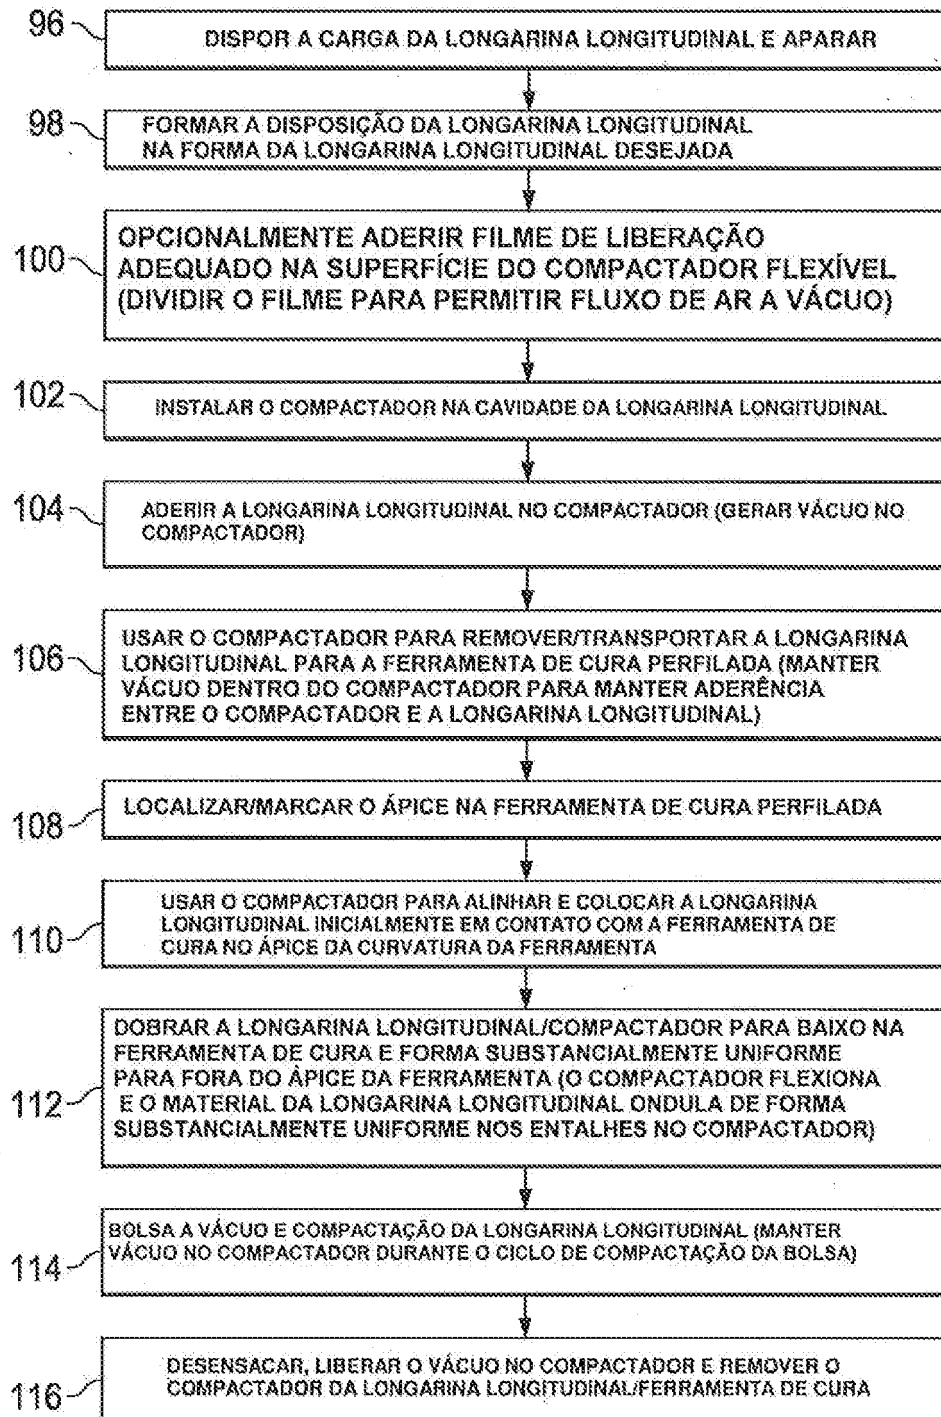 96
DISPOR A CARGA DA LONGARINA LONGITUDINAL E APARAR
98
FORMAR A DISPOSIÇÃO DA LONGARINA LONGITUDINAL
NA FORMA DA LONGARINA LONGITUDINAL DESEJADA
100
OPCIONALMENTE ADERIR FILME DE LIBERAÇÃO
ADEQUADO NA SUPERFÍCIE DO COMPACTADOR FLEXÍVEL
(DIVIDIR O FILME PARA PERMITIR FLUXO DE AR A VÁCUO)
102
INSTALAR O COMPACTADOR NA CAVIDADE DA LONGARINA LONGITUDINAL
104
ADERIR A LONGARINA LONGITUDINAL NO COMPACTADOR (GERAR VÁCUO NO
COMPACTADOR)
106
USAR O COMPACTADOR PARA REMOVER/TRANSPORTAR A LONGARINA
LONGITUDINAL PARA A FERRAMENTA DE CURA PERFILADA (MANTER
VÁCUO DENTRO DO COMPACTADOR PARA MANTER ADERÊNCIA
ENTRE O COMPACTADOR E A LONGARINA LONGITUDINAL)
108
LOCALIZAR/MARCAR O ÁPICE NA FERRAMENTA DE CURA PERFILADA
110
USAR O COMPACTADOR PARA ALINHAR E COLOCAR A LONGARINA
LONGITUDINAL INICIALMENTE EM CONTATO COM A FERRAMENTA DE
CURA NO ÁPICE DA CURVATURA DA FERRAMENTA
112
DOBRAR A LONGARINA LONGITUDINAL/COMPACTADOR PARA BAIXO NA
FERRAMENTA DE CURA E FORMA SUBSTANCIALMENTE UNIFORME
PARA FORA DO ÁPICE DA FERRAMENTA (O COMPACTADOR FLEXIONA
E O MATERIAL DA LONGARINA LONGITUDINAL ONDULA DE FORMA
SUBSTANCIALMENTE UNIFORME NOS ENTALHES NO COMPACTADOR)
114
BOLSA A VÁCUO E COMPACTAÇÃO DA LONGARINA LONGITUDINAL (MANTER
VÁCUO NO COMPACTADOR DURANTE O CICLO DE COMPACTAÇÃO DA BOLSA)
116
DESENSACAR, LIBERAR O VÁCUO NO COMPACTADOR E REMOVER O
COMPACTADOR DA LONGARINA LONGITUDINAL/FERRAMENTA DE CURA